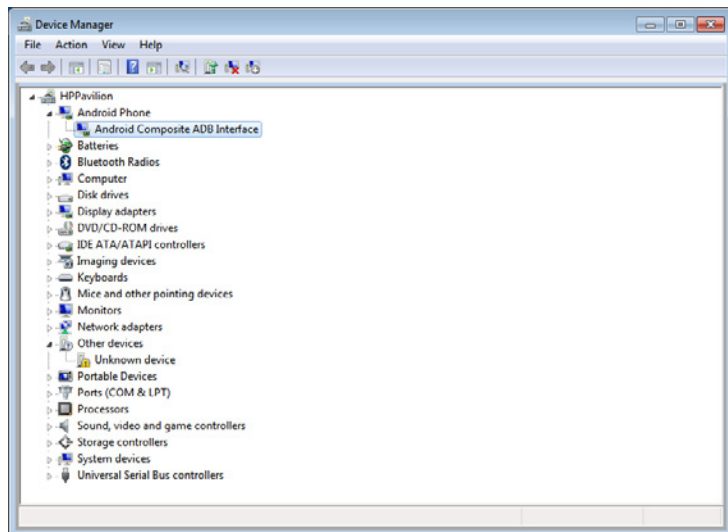 Device Manager
File Action View Help
HPPavilion
Android Phone
Android Composite ADB Interface
Batteries
Bluetooth Radios
Computer
Disk drives
Display adapters
DVD/CD-ROM drives
IDE ATA/ATAPI controllers
Imaging devices
Keyboards
Mice and other pointing devices
Monitors
Network adapters
Other devices
Unknown device
Portable Devices
Ports (COM & LPT)
Processors
Sound, video and game controllers
Storage controllers
System devices
Universal Serial Bus controllers